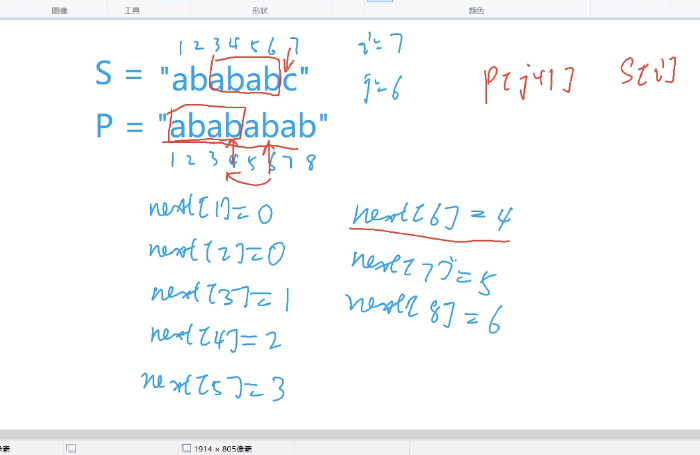 图像 工具 形状 颜色
1 2 3 4 5 6 7
i=7
S = "abababc"
j=6
P[j+1] S[i]
P = "abababab"
1 2 3 4 5 6 7 8
next[1]=0
next[2]=0
next[3]=1
next[4]=2
next[5]=3
next[6]=4
next[7]=5
next[8]=6
像素 1914 × 805像素